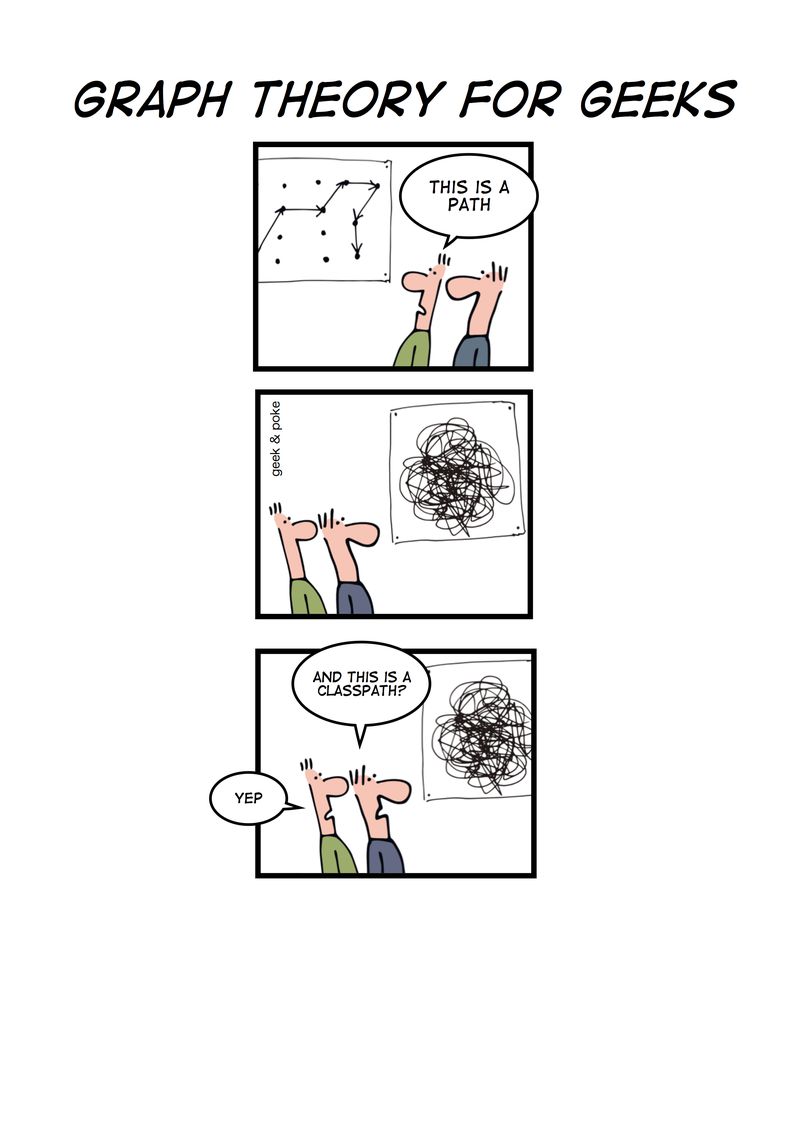 GRAPH THEORY FOR GEEKS
THIS IS A
PATH
geek & poke
AND THIS IS A
CLASSPATH?
YEP